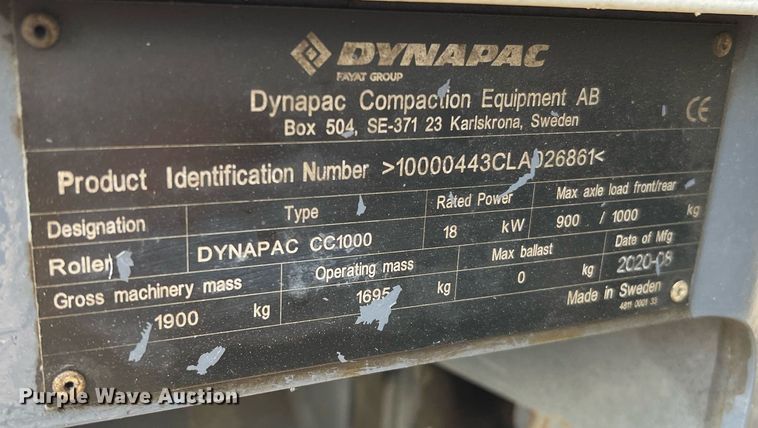 DYNAPAC
FAYAT GROUP
Dynapac Compaction Equipment AB
Box 504, SE-371 23 Karlskrona, Sweden
CE
Product Identification Number >10000443CLA026861<
Designation Type Rated Power Max axle load front/rear
Roller DYNAPAC CC1000 18 kW 900 / 1000 kg
Gross machinery mass Operating mass Max ballast Date of Mfg
1900 kg 1695 kg 0 kg 2020-08
Made in Sweden
4811 0001 33
Purple Wave Auction